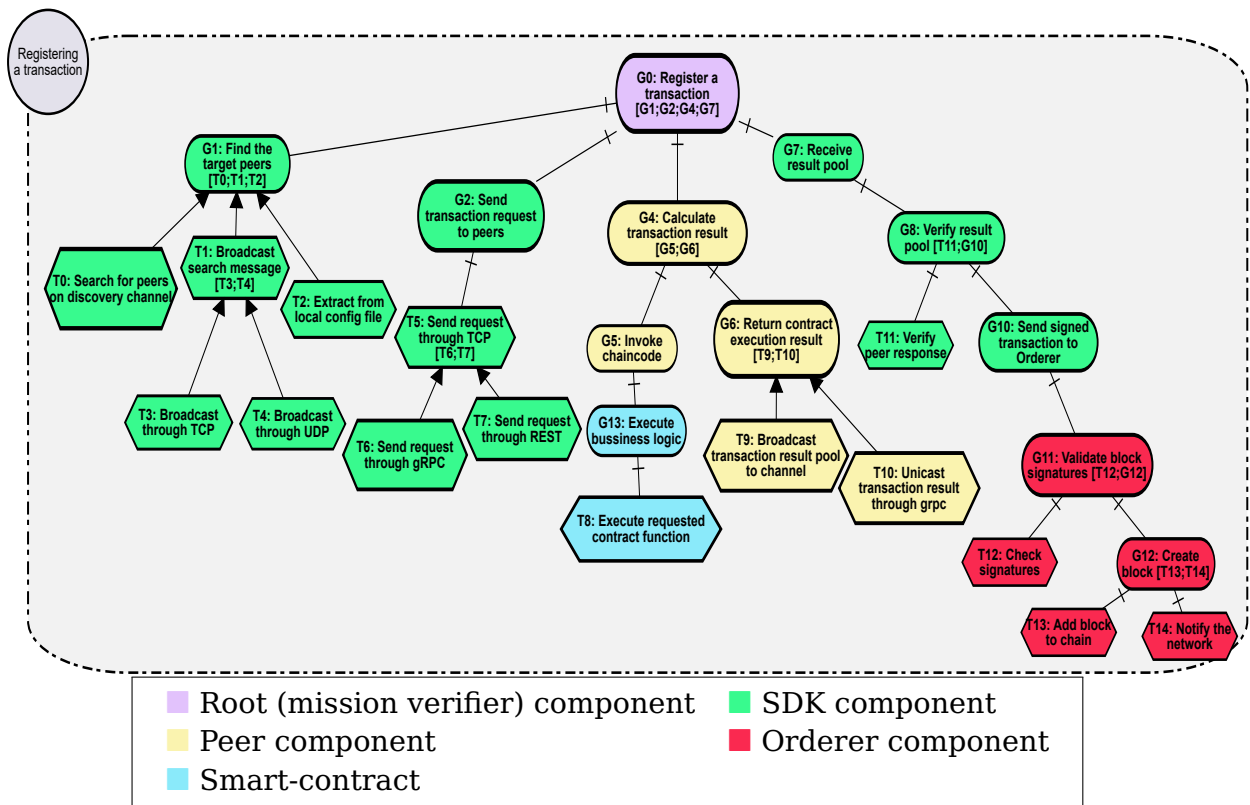 Registering
a transaction
G0: Register a
transaction
[G1;G2;G4;G7]
G1: Find the
target peers
[T0;T1;T2]
G7: Receive
result pool
G2: Send
transaction request
to peers
G4: Calculate
transaction result
[G5;G6]
G8: Verify result
pool [T11;G10]
T0: Search for peers
on discovery channel
T1: Broadcast
search message
[T3;T4]
T2: Extract from
local config file
T5: Send request
through TCP
[T6;T7]
G5: Invoke
chaincode
G6: Return contract
execution result
[T9;T10]
T11: Verify
peer response
G10: Send signed
transaction to
Orderer
T3: Broadcast
through TCP
T4: Broadcast
through UDP
T6: Send request
through gRPC
T7: Send request
through REST
G13: Execute
bussiness logic
T9: Broadcast
transaction result pool
to channel
T10: Unicast
transaction result
through grpc
G11: Validate block
signatures [T12;G12]
T8: Execute requested
contract function
T12: Check
signatures
G12: Create
block [T13;T14]
T13: Add block
to chain
T14: Notify the
network
Root (mission verifier) component
SDK component
Peer component
Orderer component
Smart-contract